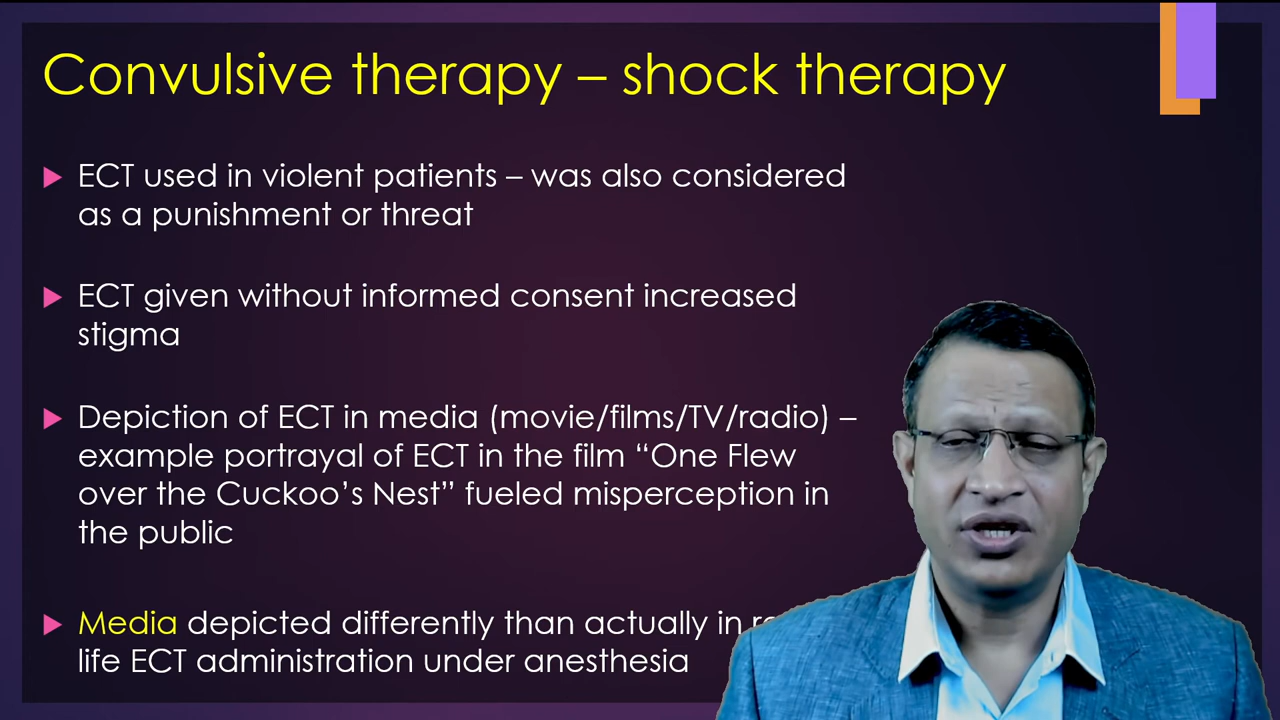 Convulsive therapy – shock therapy
ECT used in violent patients – was also considered
as a punishment or threat
ECT given without informed consent increased
stigma
Depiction of ECT in media (movie/films/TV/radio) –
example portrayal of ECT in the film “One Flew
over the Cuckoo’s Nest” fueled misperception in
the public
Media depicted differently than actually in
life ECT administration under anesthesia